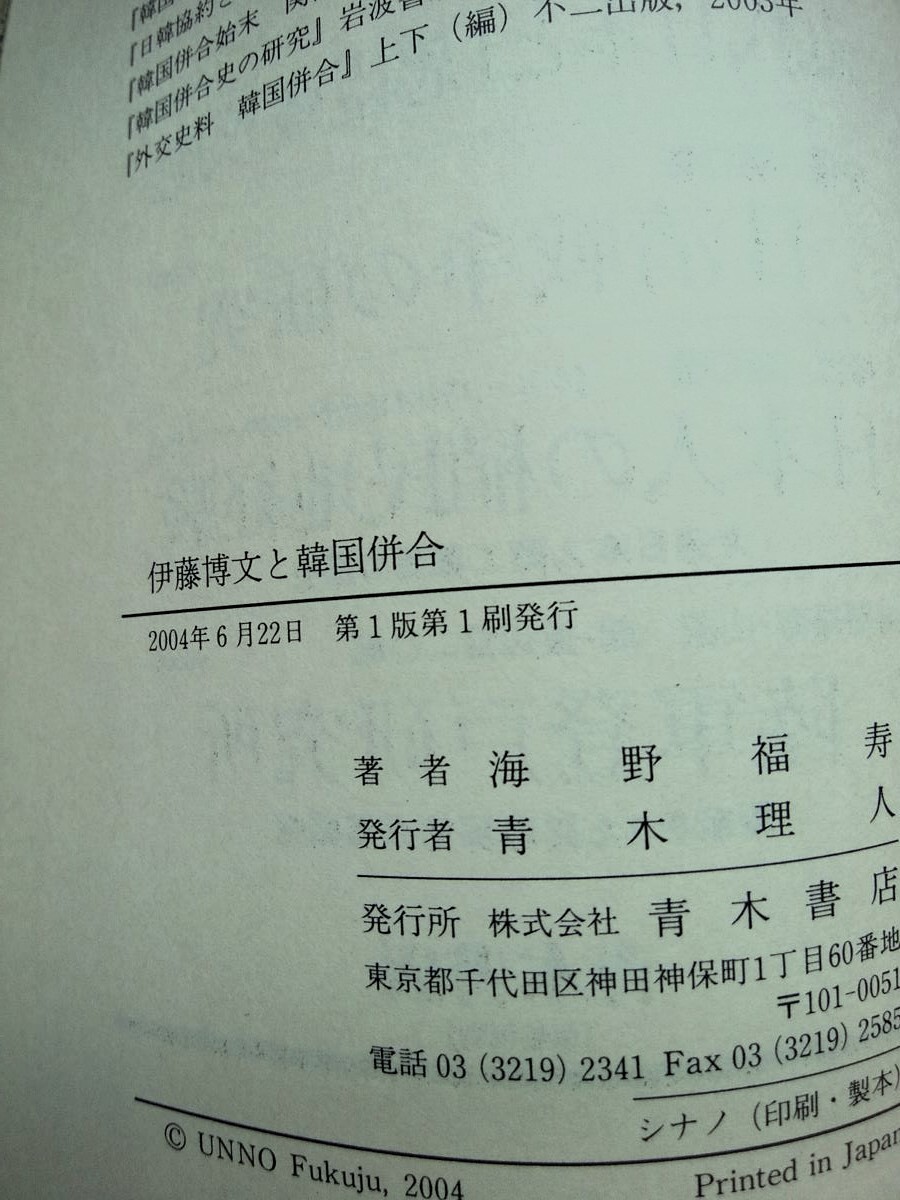 『韓国
『日韓協約と
『韓国併合始末
『韓国併合史の研究』岩波書
『外交史料 韓国併合』上下（編）不二出版，2003年
伊藤博文と韓国併合
2004年6月22日 第1版第1刷発行
著者 海野福寿
発行者 青木理人
発行所 株式会社 青木書店
東京都千代田区神田神保町1丁目60番地
〒101-0051
電話 03 (3219) 2341 Fax 03 (3219) 2585
シナノ（印刷・製本）
© UNNO Fukuju, 2004
Printed in Japan